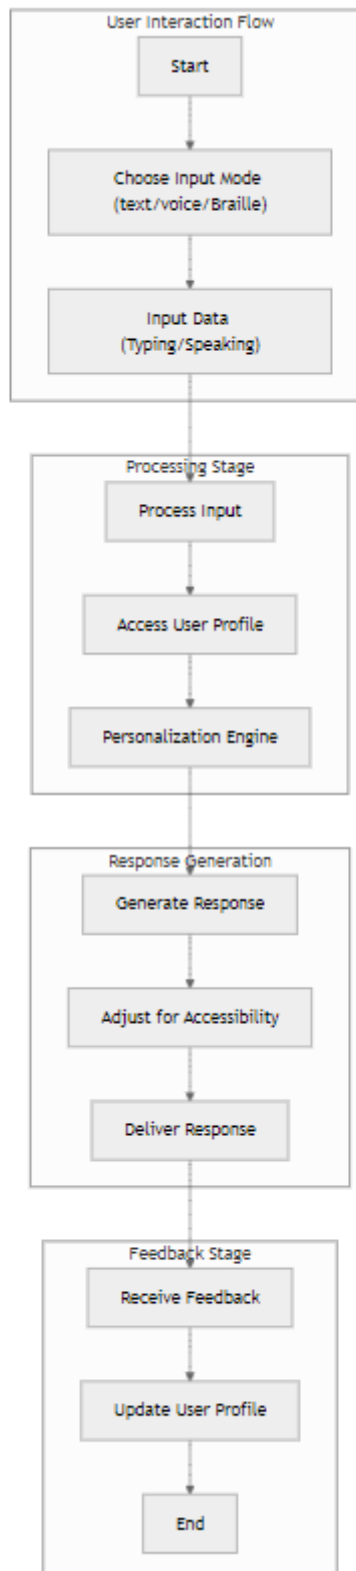 User Interaction Flow
Start
Choose Input Mode
(text/voice/Braille)
Input Data
(Typing/Speaking)
Processing Stage
Process Input
Access User Profile
Personalization Engine
Response Generation
Generate Response
Adjust for Accessibility
Deliver Response
Feedback Stage
Receive Feedback
Update User Profile
End